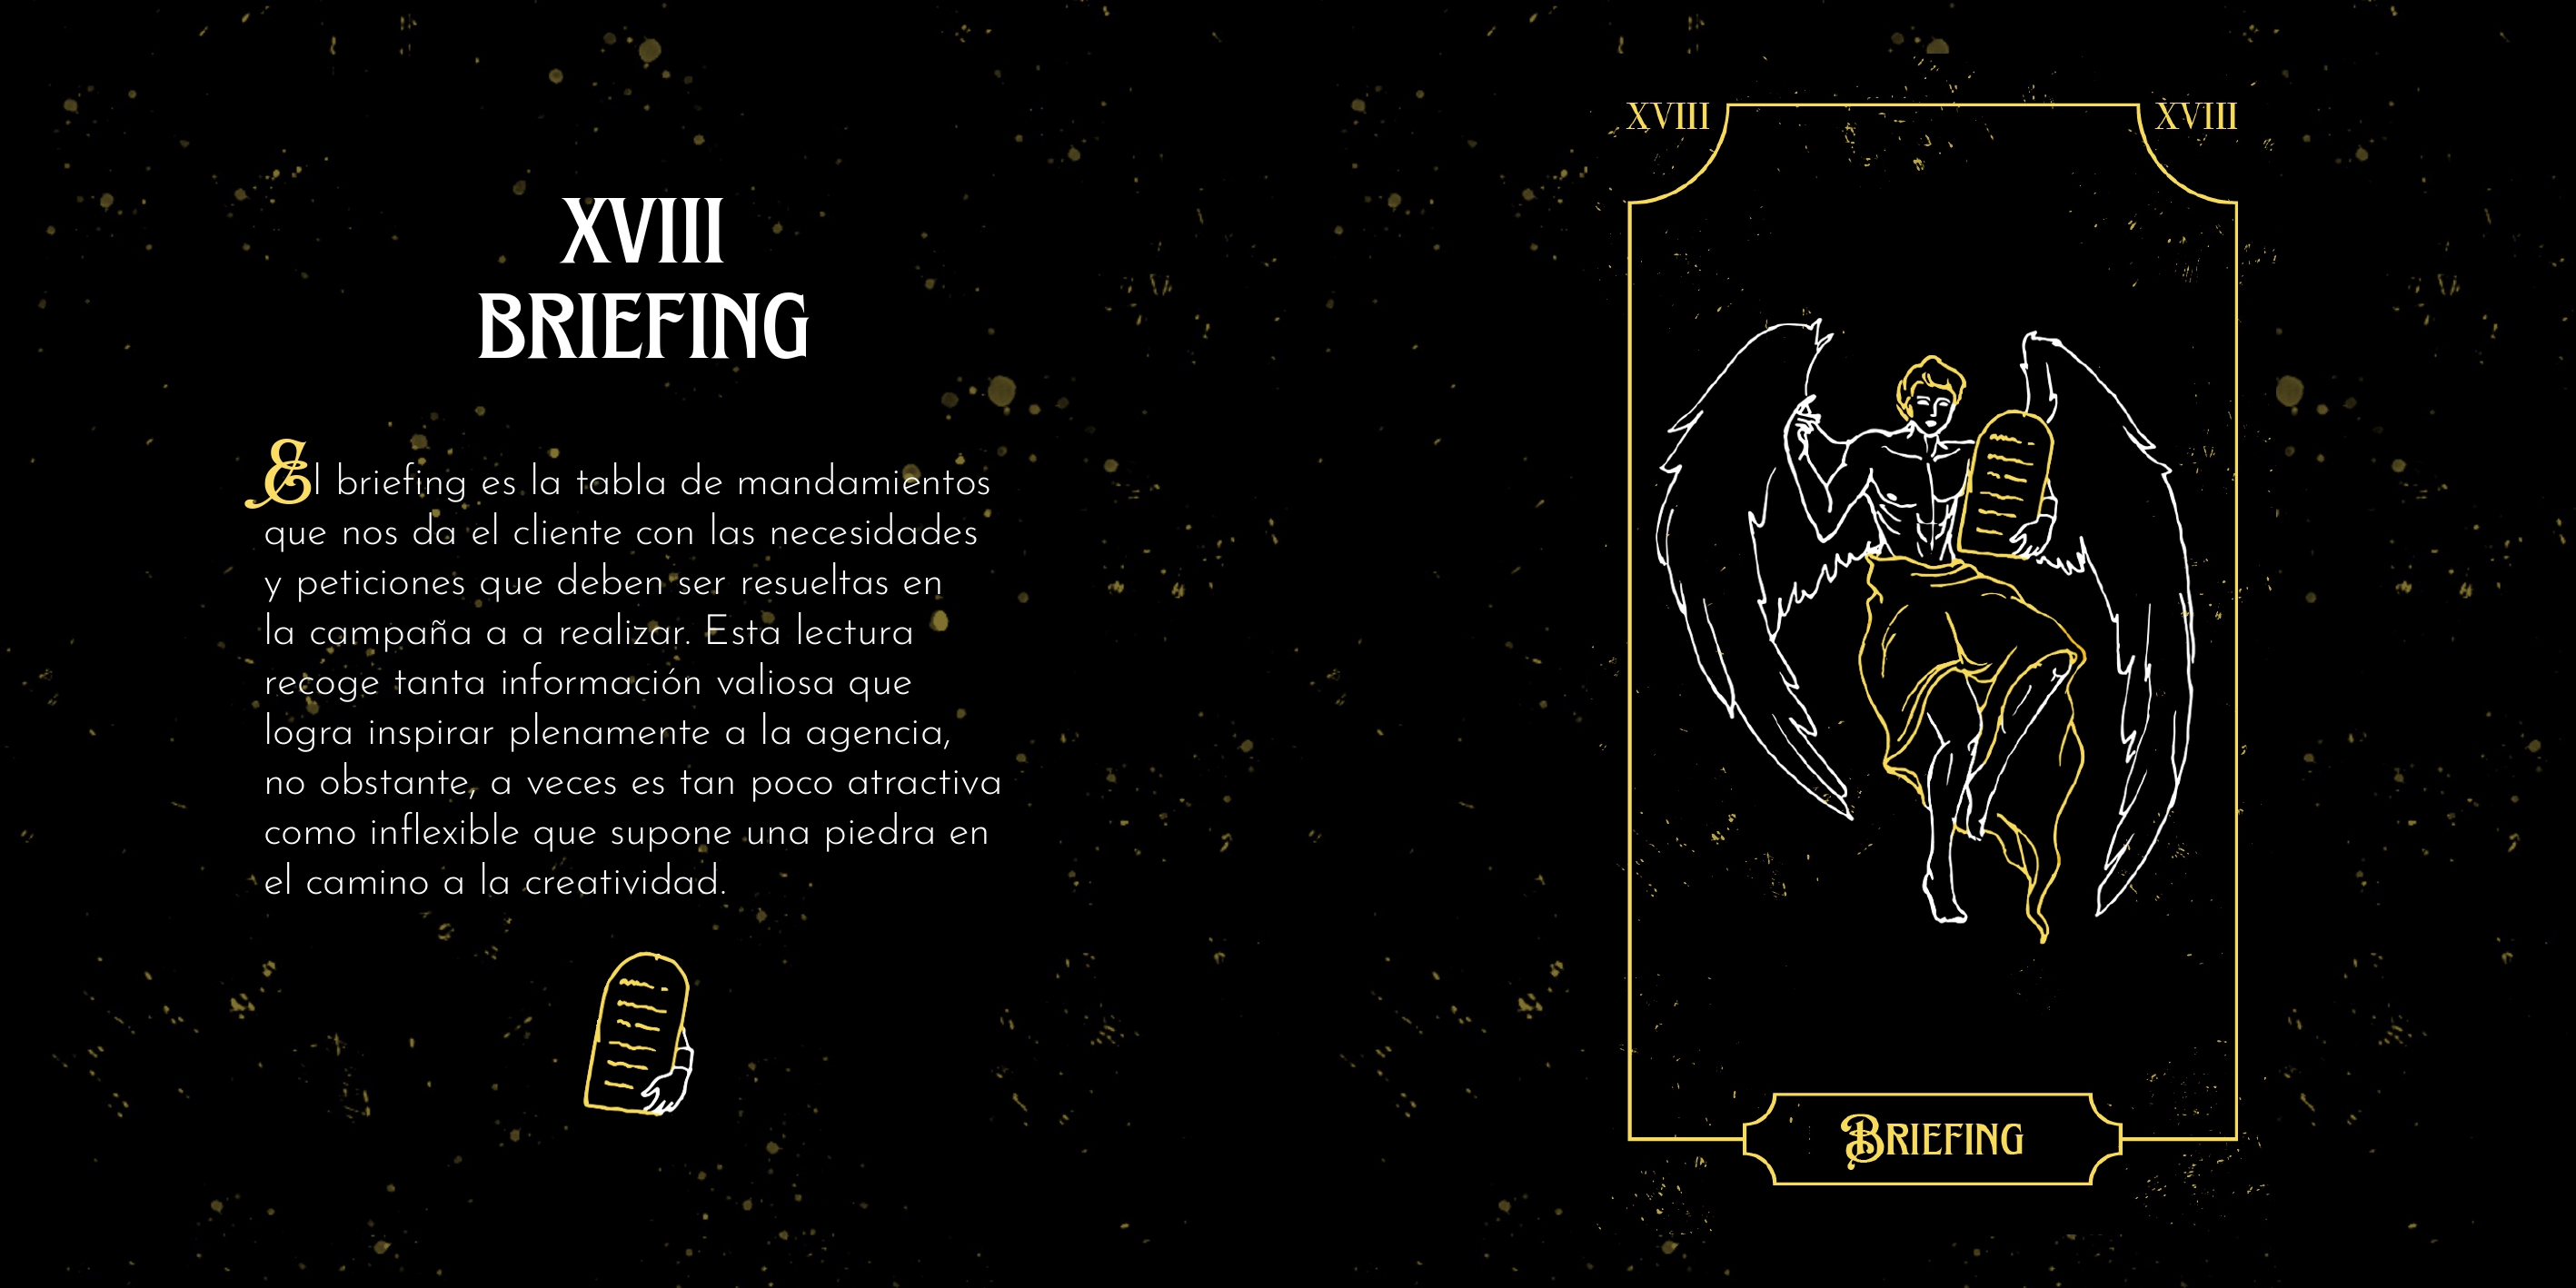 XVIII
BRIEFING
El briefing es la tabla de mandamientos
que nos da el cliente con las necesidades
y peticiones que deben ser resueltas en
la campaña a a realizar. Esta lectura
recoge tanta información valiosa que
logra inspirar plenamente a la agencia,
no obstante, a veces es tan poco atractiva
como inflexible que supone una piedra en
el camino a la creatividad.
XVIII
XVIII
BRIEFING